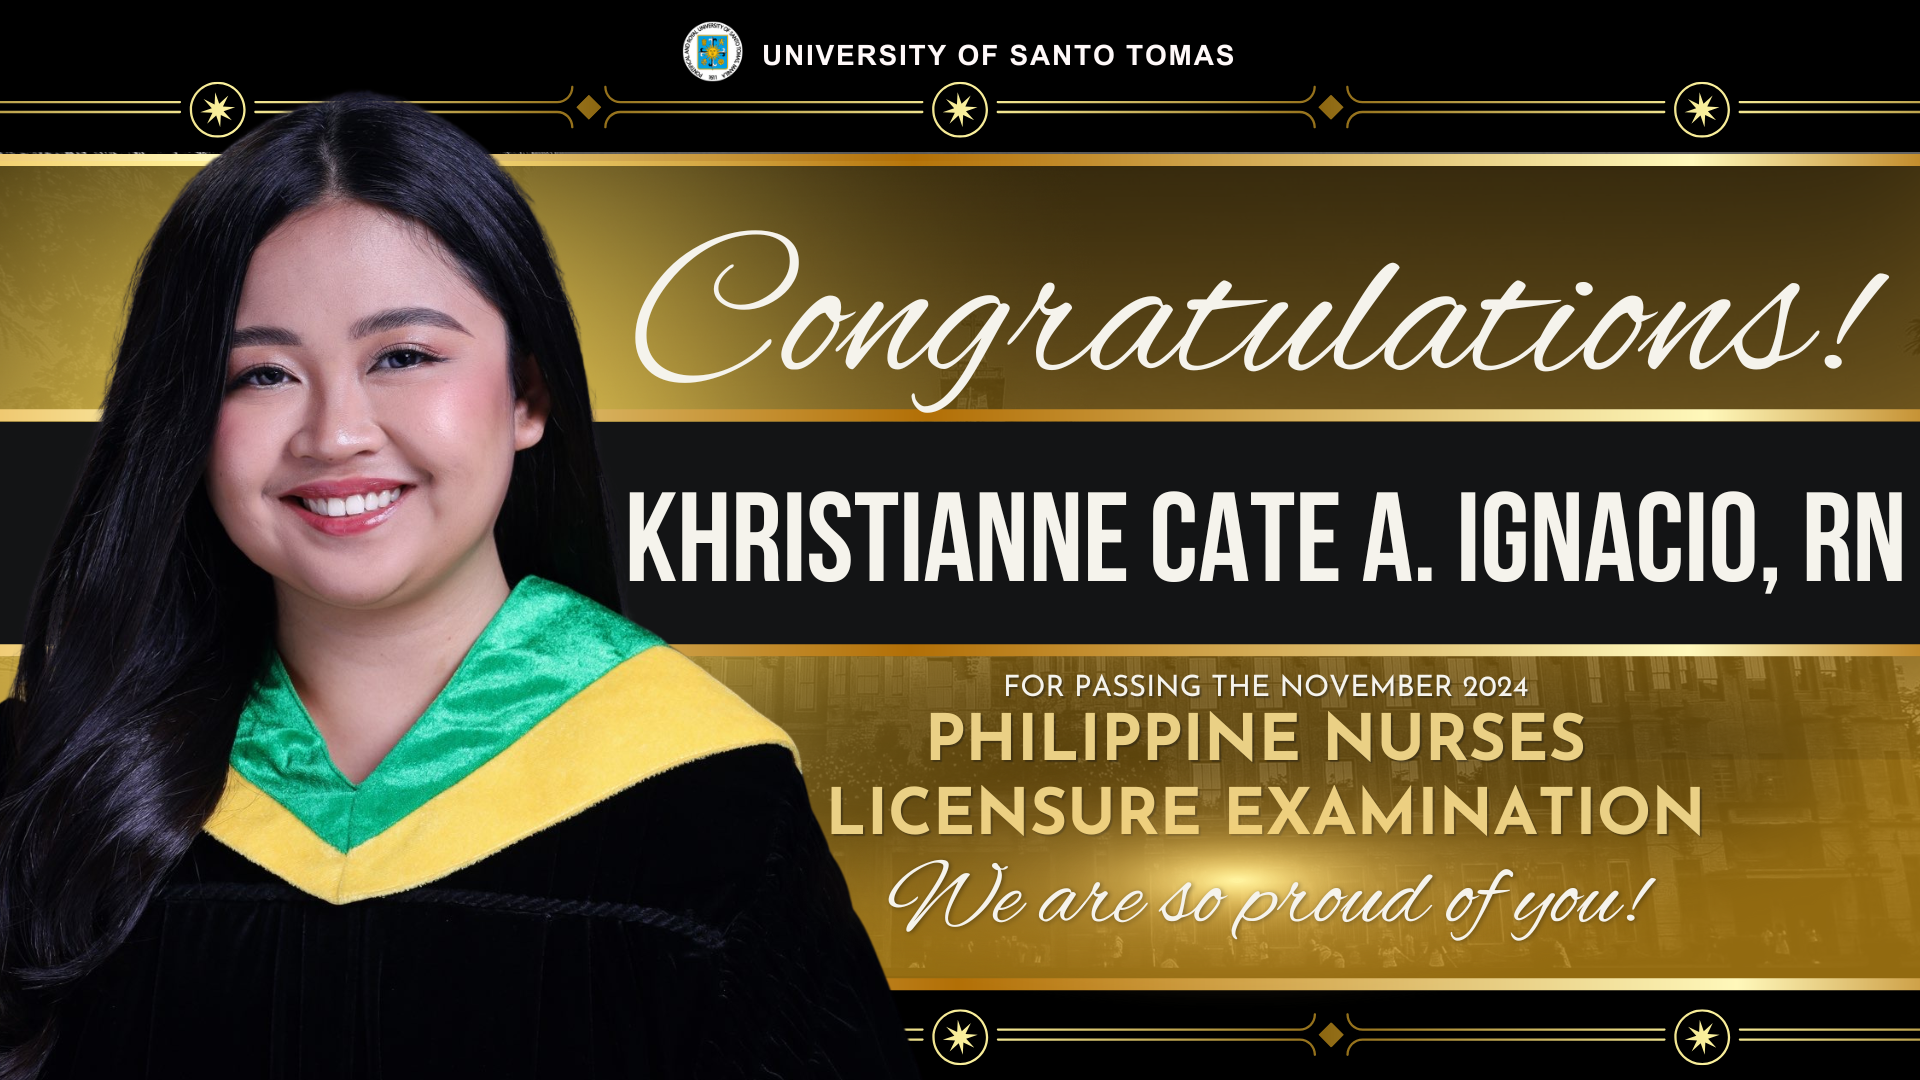 UNIVERSITY OF SANTO TOMAS
Congratulations!
KHRISTIANNE CATE A. IGNACIO, RN
FOR PASSING THE NOVEMBER 2024
PHILIPPINE NURSES
LICENSURE EXAMINATION
We are so proud of you!